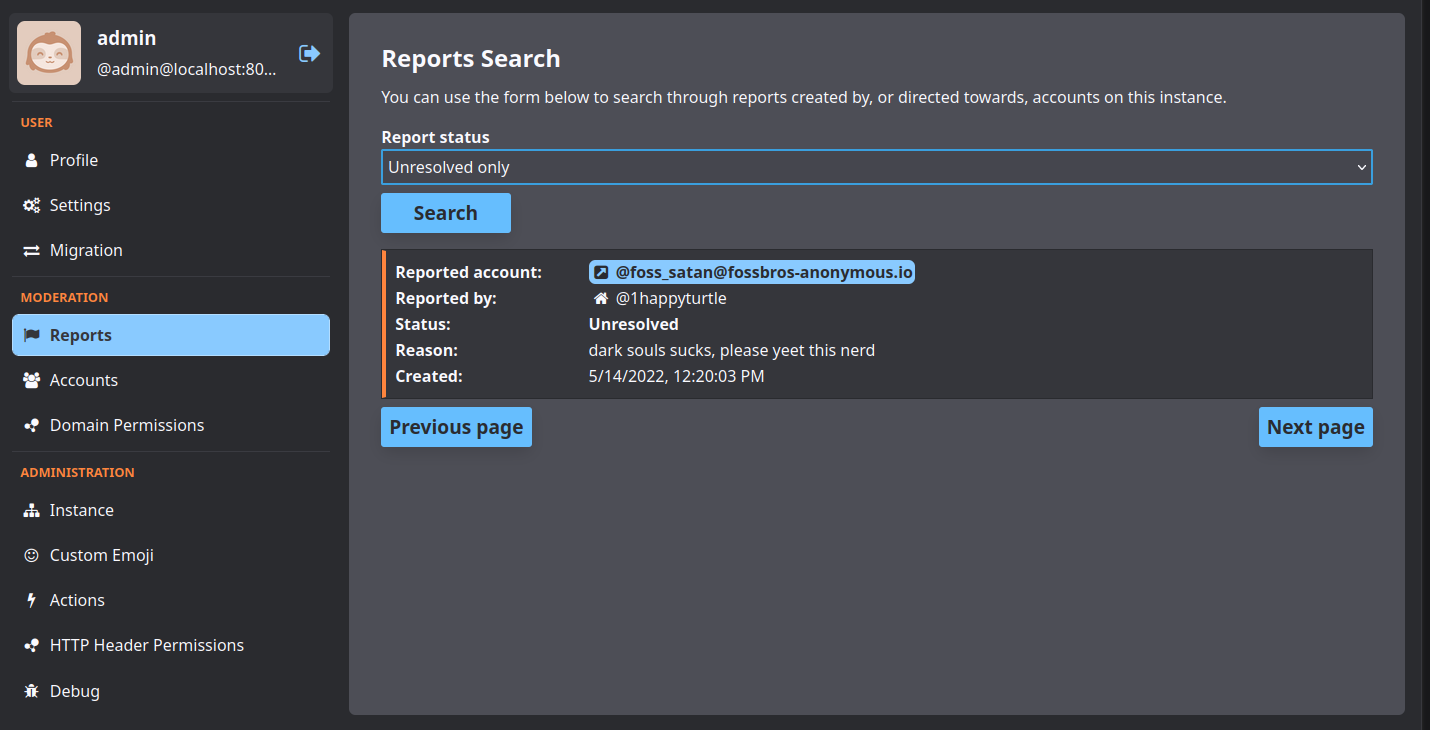 admin
@admin@localhost:80...
USER
Profile
Settings
Migration
MODERATION
Reports
Accounts
Domain Permissions
ADMINISTRATION
Instance
Custom Emoji
Actions
HTTP Header Permissions
Debug
Reports Search
You can use the form below to search through reports created by, or directed towards, accounts on this instance.
Report status
Unresolved only
Search
Reported account: @foss_satan@fossbros-anonymous.io
Reported by: @1happyturtle
Status: Unresolved
Reason: dark souls sucks, please yeet this nerd
Created: 5/14/2022, 12:20:03 PM
Previous page
Next page